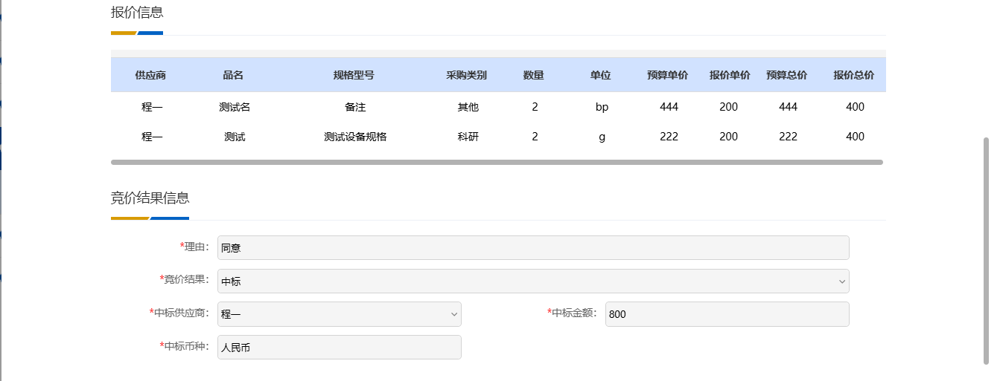 报价信息
供应商 品名 规格型号 采购类别 数量 单位 预算单价 报价单价 预算总价 报价总价
程一 测试名 备注 其他 2 bp 444 200 444 400
程一 测试 测试设备规格 科研 2 g 222 200 222 400
竞价结果信息
*理由： 同意
*竞价结果： 中标
*中标供应商： 程一 *中标金额： 800
*中标币种： 人民币